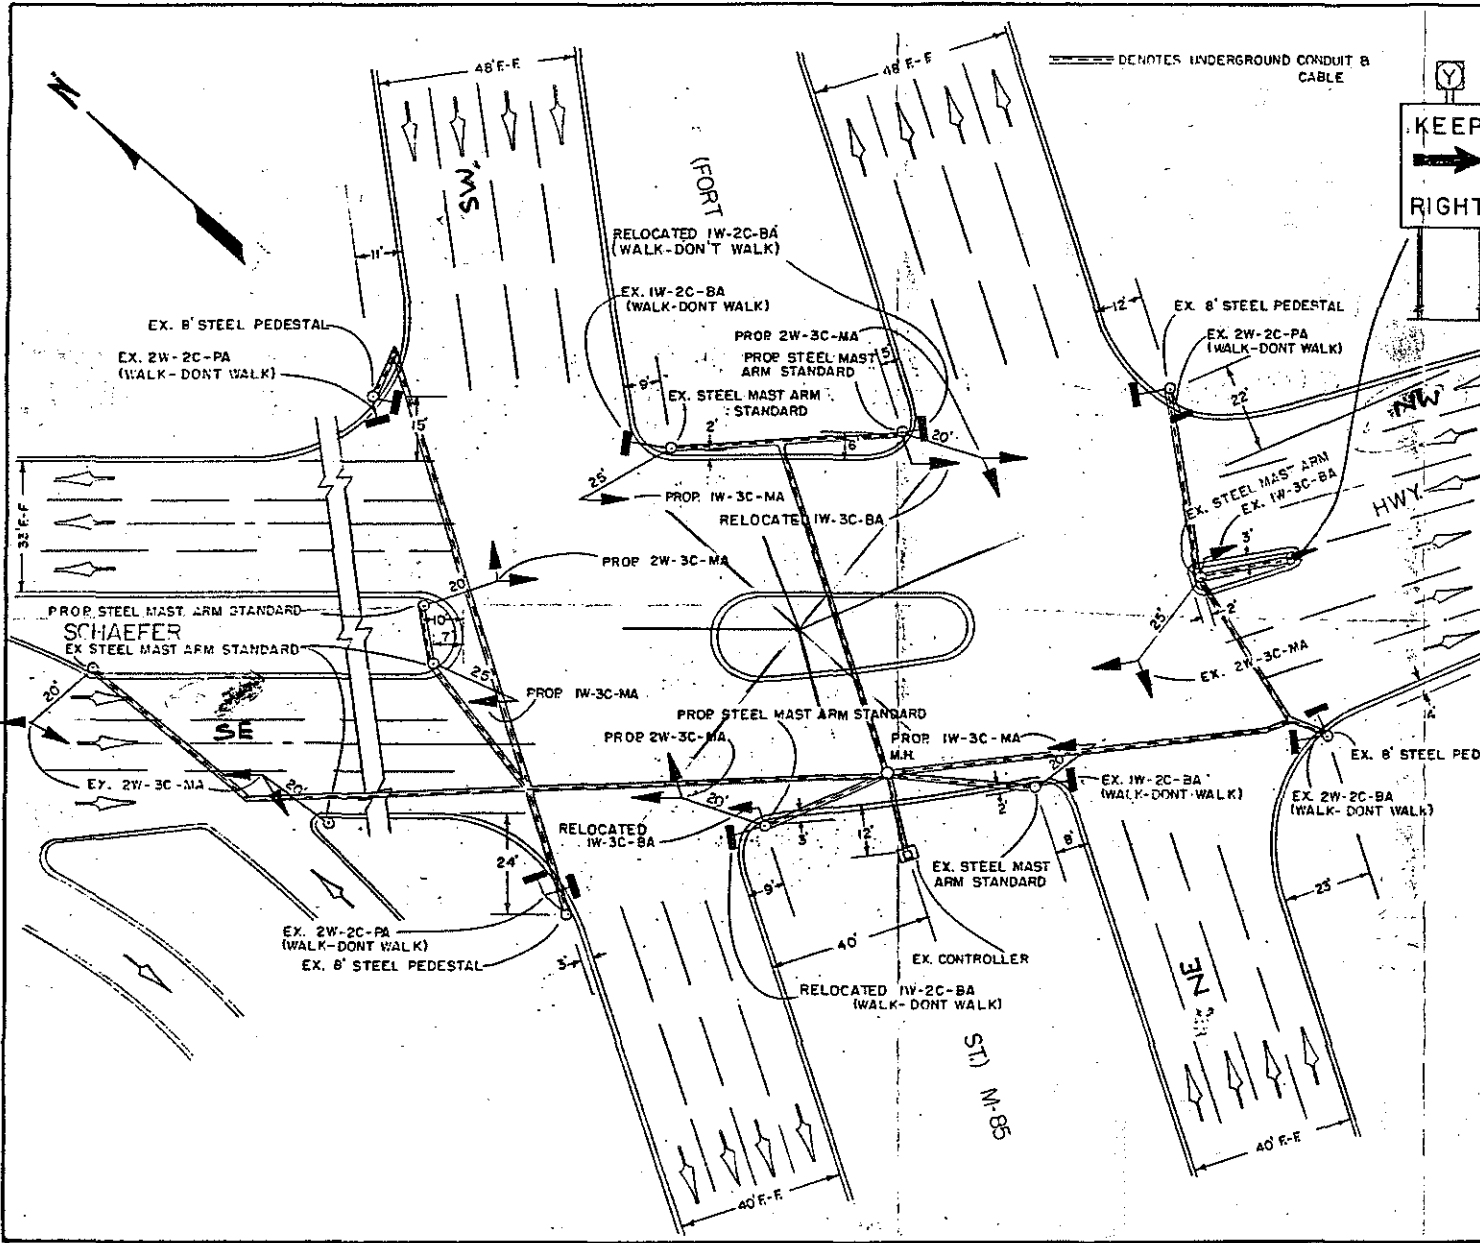 N
48' F.-F.
48' F.-F
DENOTES UNDERGROUND CONDUIT &
CABLE
Y
KEEP
RIGHT
SW
(FORT
11'
RELOCATED 1W-2C-BA
(WALK-DON'T WALK)
EX. 1W-2C-BA
(WALK-DONT WALK)
PROP 2W-3C-MA
PROP STEEL MAST
ARM STANDARD
5'
12'
EX. 8' STEEL PEDESTAL
EX. 2W-2C-PA
(WALK-DONT WALK)
EX. 8' STEEL PEDESTAL
EX. 2W-2C-PA
(WALK-DONT WALK)
9'
EX. STEEL MAST ARM
STANDARD
22'
NW
15'
2'
6'
20'
25'
33' F.-F
PROP. 1W-3C-MA
RELOCATED 1W-3C-BA
EX. STEEL MAST ARM
EX. 1W-3C-BA
HWY.
3'
PROP 2W-3C-MA
20'
PROP. STEEL MAST ARM STANDARD
SCHAEFER
EX STEEL MAST ARM STANDARD
10'
7'
25'
2'
25'
EX. 2W-3C-MA
20'
SE
PROP 1W-3C-MA
PROP STEEL MAST ARM STANDARD
PROP 2W-3C-MA
PROP. 1W-3C-MA
M.H.
4'
EX. 2W-3C-MA
20'
20'
20'
EX. 8' STEEL PED
EX. 1W-2C-BA
(WALK-DONT WALK)
EX. 2W-2C-BA
(WALK-DONT WALK)
RELOCATED
1W-3C-BA
3'
12'
2'
8'
24'
EX. STEEL MAST
ARM STANDARD
9'
23'
EX. 2W-2C-PA
(WALK-DONT WALK)
EX. 8' STEEL PEDESTAL
3'
40'
EX. CONTROLLER
RELOCATED 1W-2C-BA
(WALK-DONT WALK)
NE
ST.) M-85
40' F.-F.
40' F.-F.